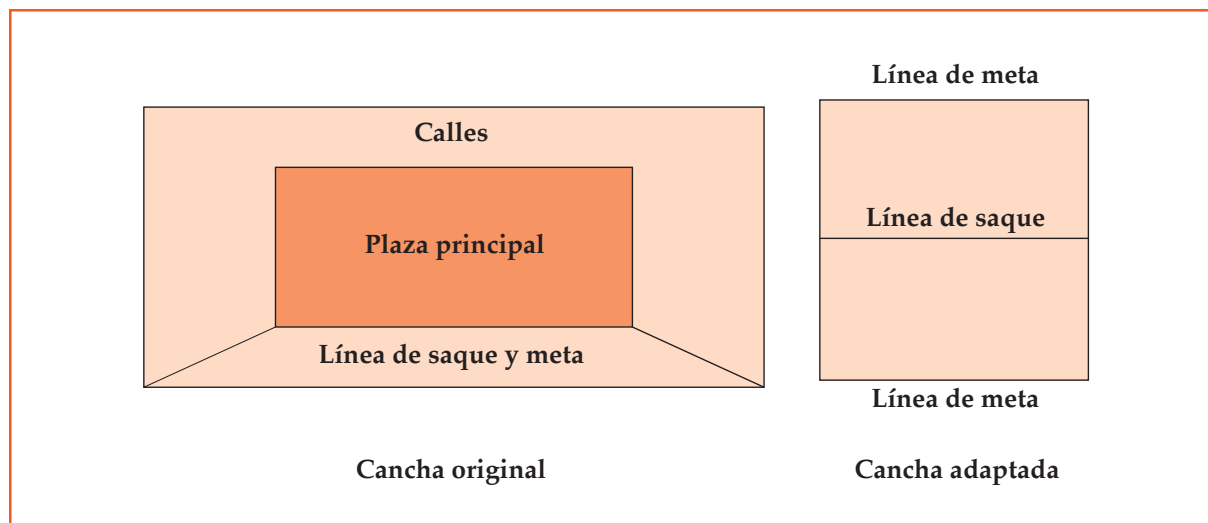 Calles
Plaza principal
Línea de saque y meta
Cancha original
Línea de meta
Línea de saque
Línea de meta
Cancha adaptada